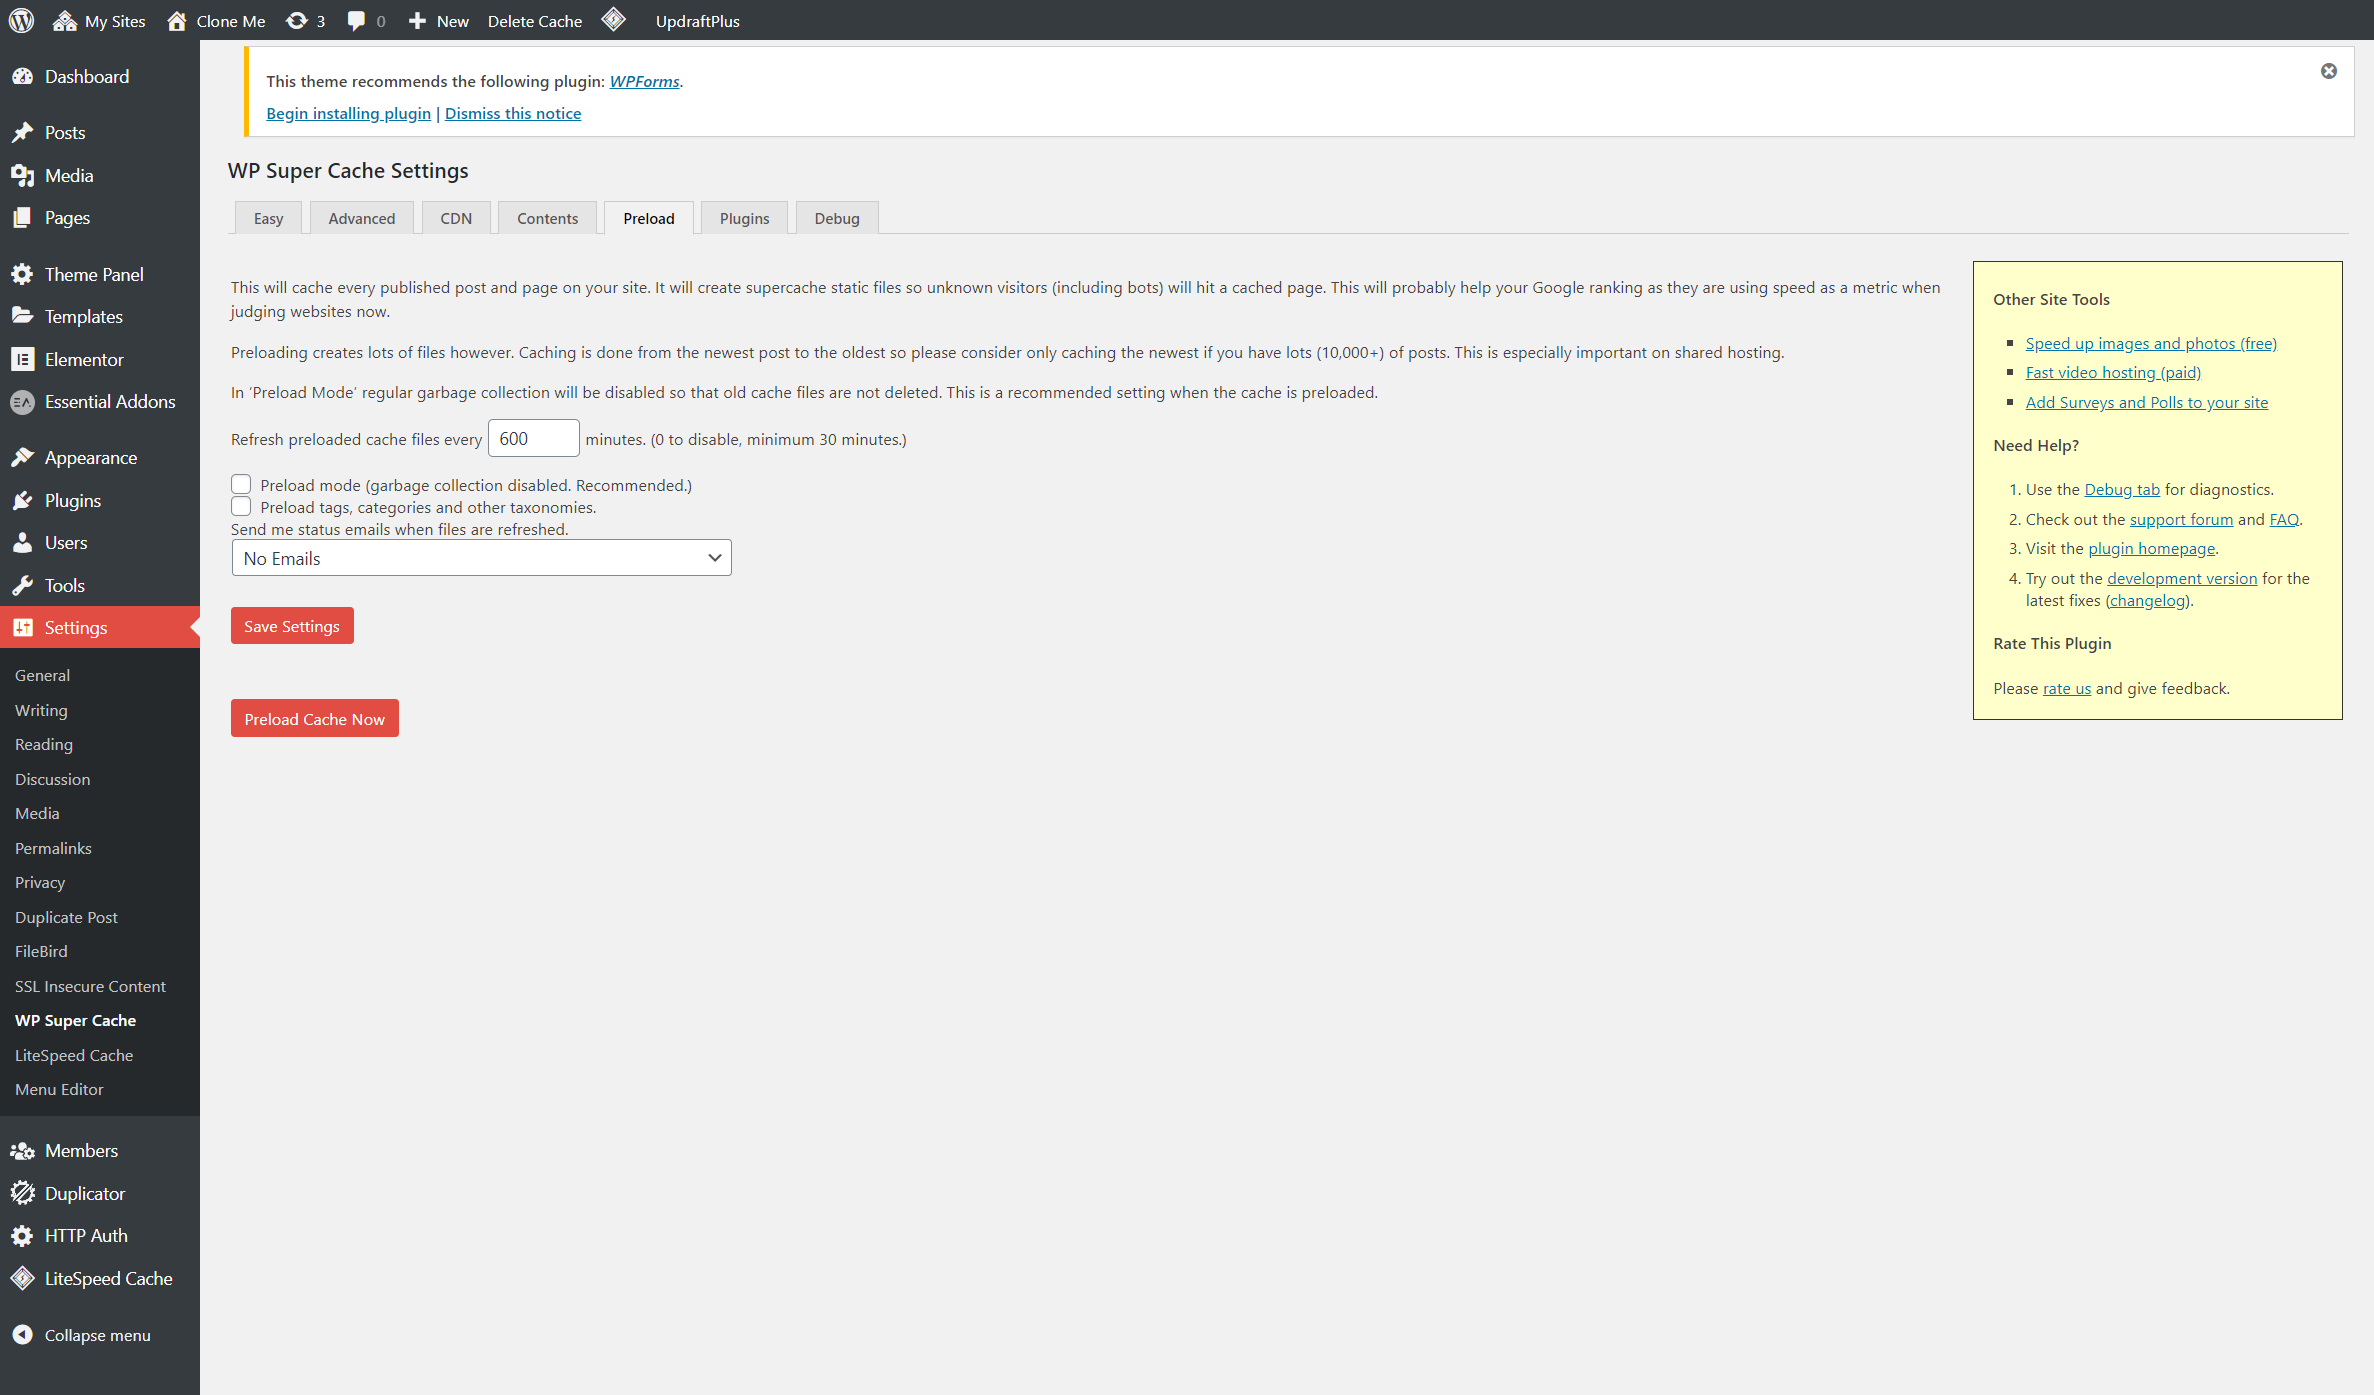 My Sites
Clone Me
3
0
New
Delete Cache
UpdraftPlus
Dashboard
Posts
Media
Pages
Theme Panel
Templates
Elementor
Essential Addons
Appearance
Plugins
Users
Tools
Settings
General
Writing
Reading
Discussion
Media
Permalinks
Privacy
Duplicate Post
FileBird
SSL Insecure Content
WP Super Cache
LiteSpeed Cache
Menu Editor
Members
Duplicator
HTTP Auth
LiteSpeed Cache
Collapse menu
This theme recommends the following plugin: WPForms.
Begin installing plugin | Dismiss this notice
WP Super Cache Settings
Easy
Advanced
CDN
Contents
Preload
Plugins
Debug
This will cache every published post and page on your site. It will create supercache static files so unknown visitors (including bots) will hit a cached page. This will probably help your Google ranking as they are using speed as a metric when
judging websites now.
Preloading creates lots of files however. Caching is done from the newest post to the oldest so please consider only caching the newest if you have lots (10,000+) of posts. This is especially important on shared hosting.
In ‘Preload Mode’ regular garbage collection will be disabled so that old cache files are not deleted. This is a recommended setting when the cache is preloaded.
Refresh preloaded cache files every 600 minutes. (0 to disable, minimum 30 minutes.)
Preload mode (garbage collection disabled. Recommended.)
Preload tags, categories and other taxonomies.
Send me status emails when files are refreshed.
No Emails
Save Settings
Preload Cache Now
Other Site Tools
Speed up images and photos (free)
Fast video hosting (paid)
Add Surveys and Polls to your site
Need Help?
1. Use the Debug tab for diagnostics.
2. Check out the support forum and FAQ.
3. Visit the plugin homepage.
4. Try out the development version for the
latest fixes (changelog).
Rate This Plugin
Please rate us and give feedback.